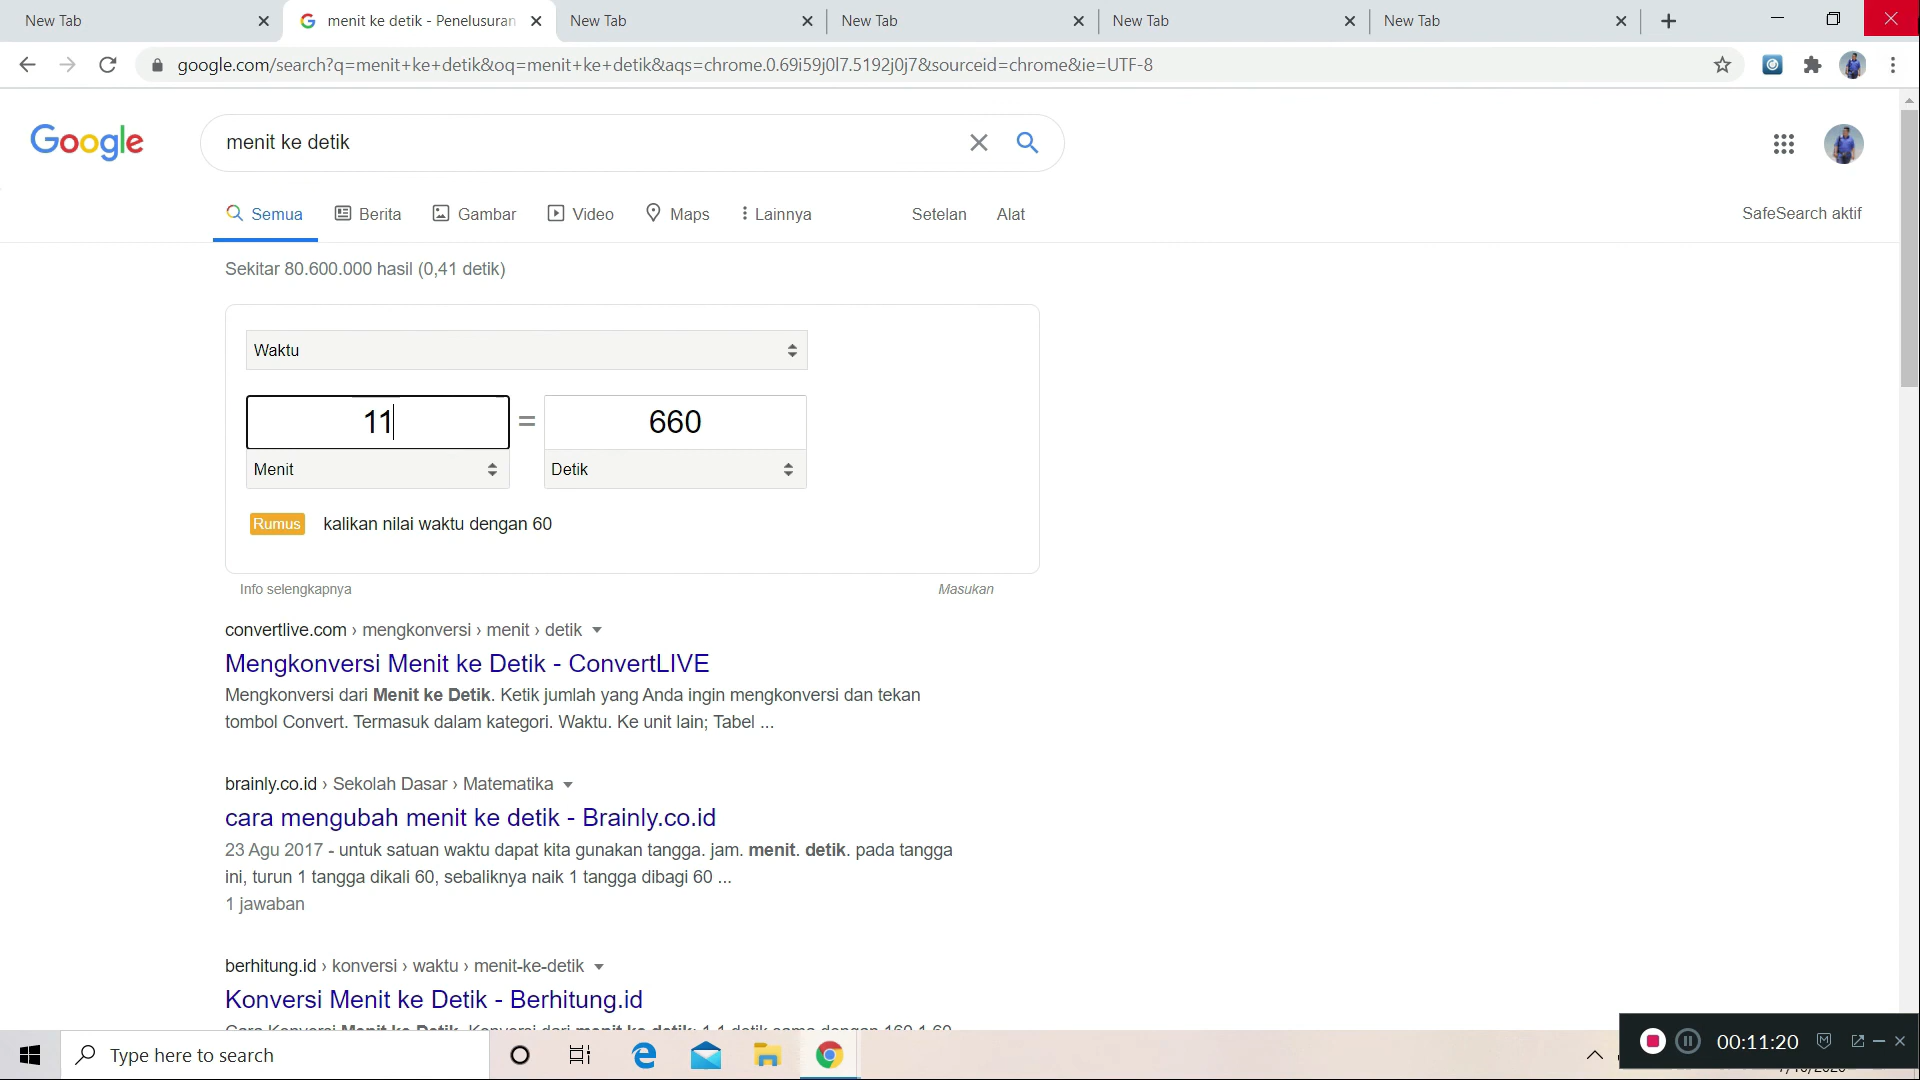 New Tab
menit ke detik - Penelusuran
New Tab
New Tab
New Tab
New Tab
google.com/search?q=menit+ke+detik&oq=menit+ke+detik&aqs=chrome.0.69i59j0l7.5192j0j7&sourceid=chrome&ie=UTF-8
Google
menit ke detik
Semua
Berita
Gambar
Video
Maps
Lainnya
Setelan
Alat
SafeSearch aktif
Sekitar 80.600.000 hasil (0,41 detik)
Waktu
11 = 660
Menit
Detik
Rumus kalikan nilai waktu dengan 60
Info selengkapnya
Masukan
convertlive.com › mengkonversi › menit › detik
Mengkonversi Menit ke Detik - ConvertLIVE
Mengkonversi dari Menit ke Detik. Ketik jumlah yang Anda ingin mengkonversi dan tekan
tombol Convert. Termasuk dalam kategori. Waktu. Ke unit lain; Tabel ...
brainly.co.id › Sekolah Dasar › Matematika
cara mengubah menit ke detik - Brainly.co.id
23 Agu 2017 - untuk satuan waktu dapat kita gunakan tangga. jam. menit. detik. pada tangga
ini, turun 1 tangga dikali 60, sebaliknya naik 1 tangga dibagi 60 ...
1 jawaban
berhitung.id › konversi › waktu › menit-ke-detik
Konversi Menit ke Detik - Berhitung.id
Type here to search
00:11:20